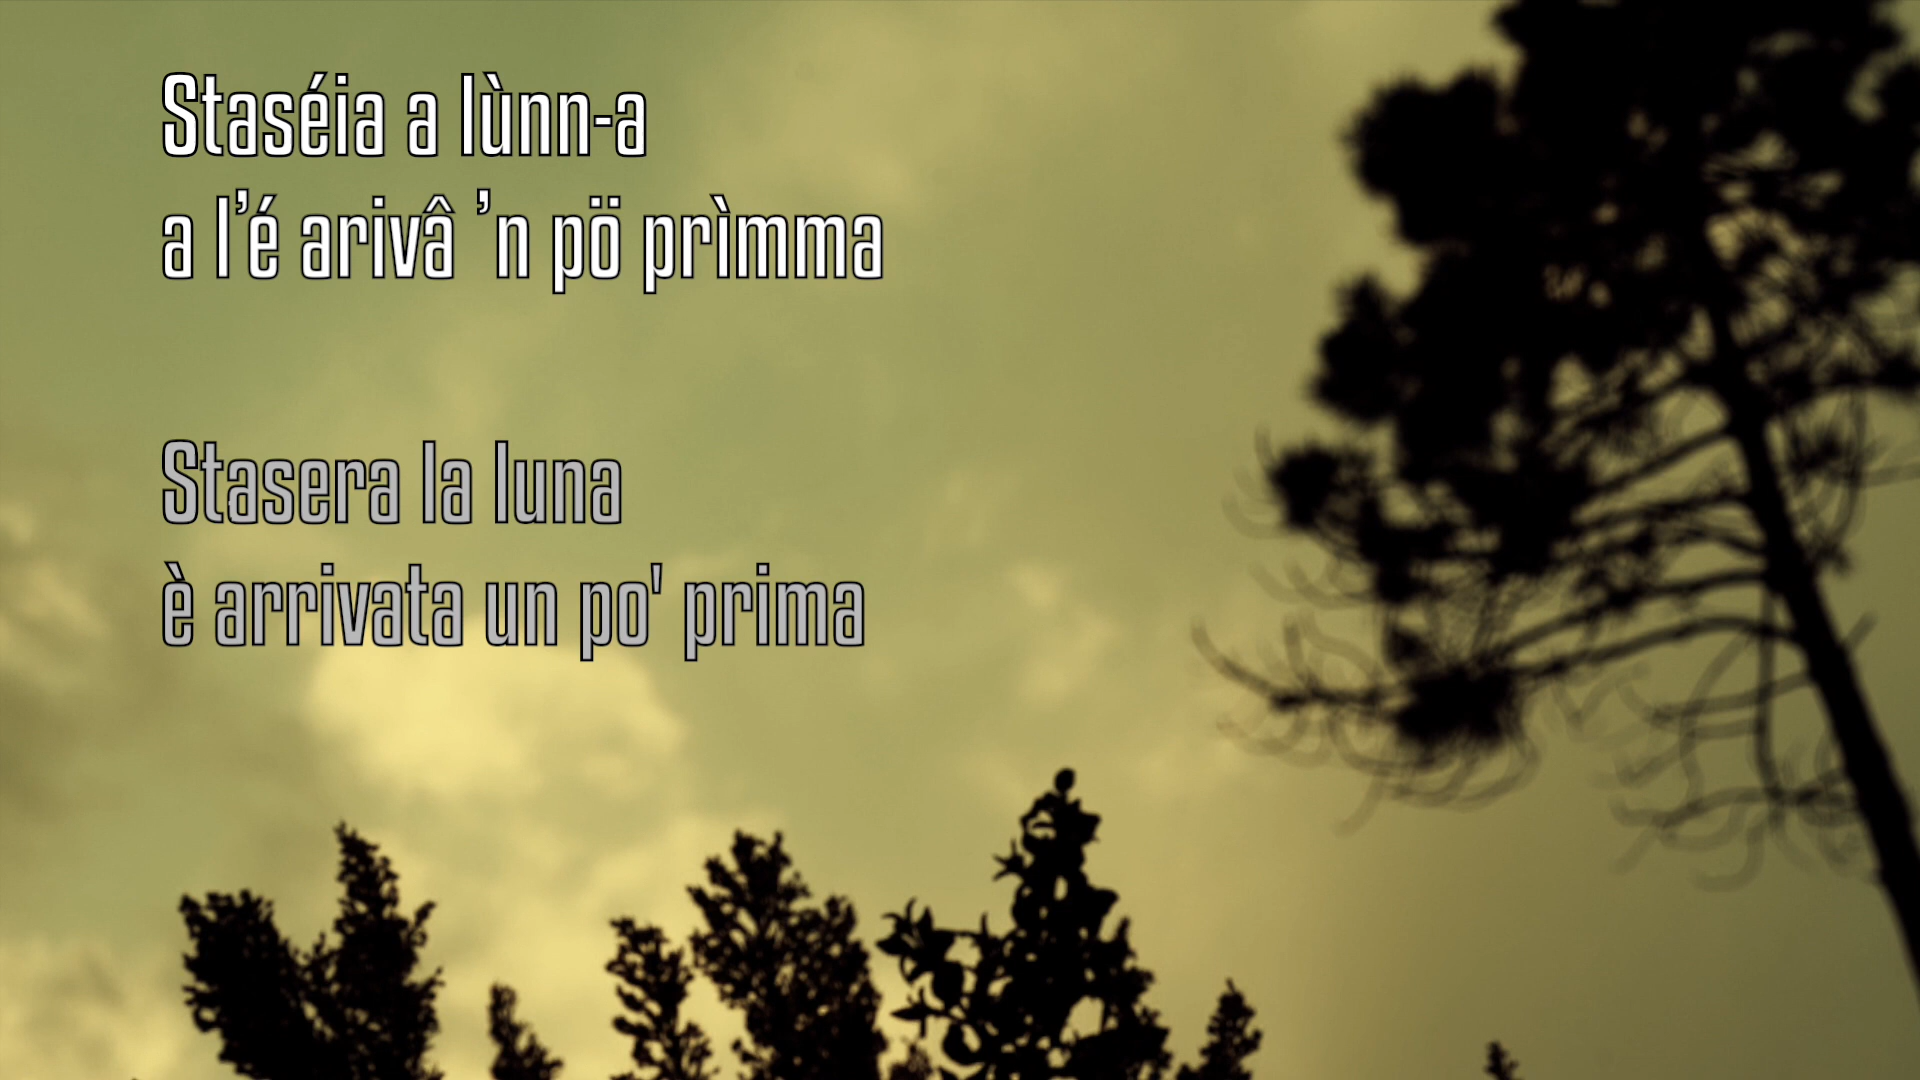 Staséia a lùnn-a
a l’é arivâ ’n pö prìmma
Stasera la luna
è arrivata un po' prima